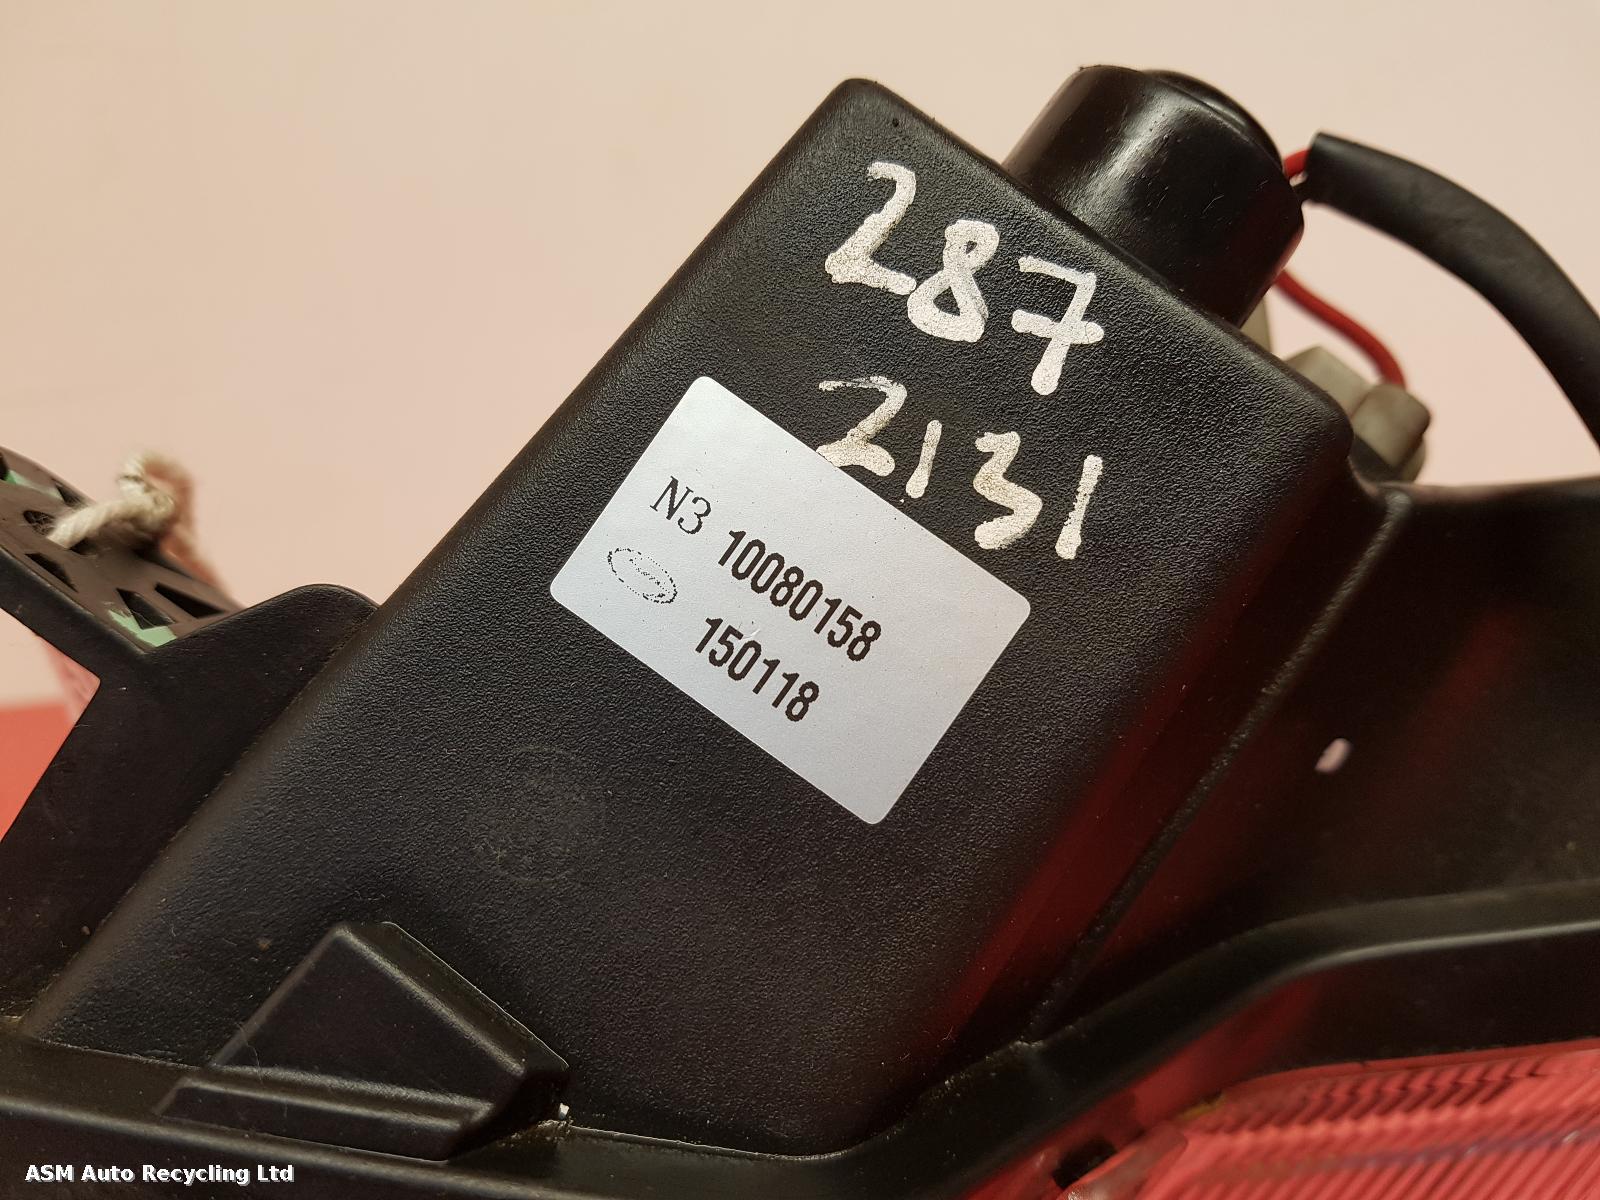 287
2131
N3 10080158
150118
ASM Auto Recycling Ltd